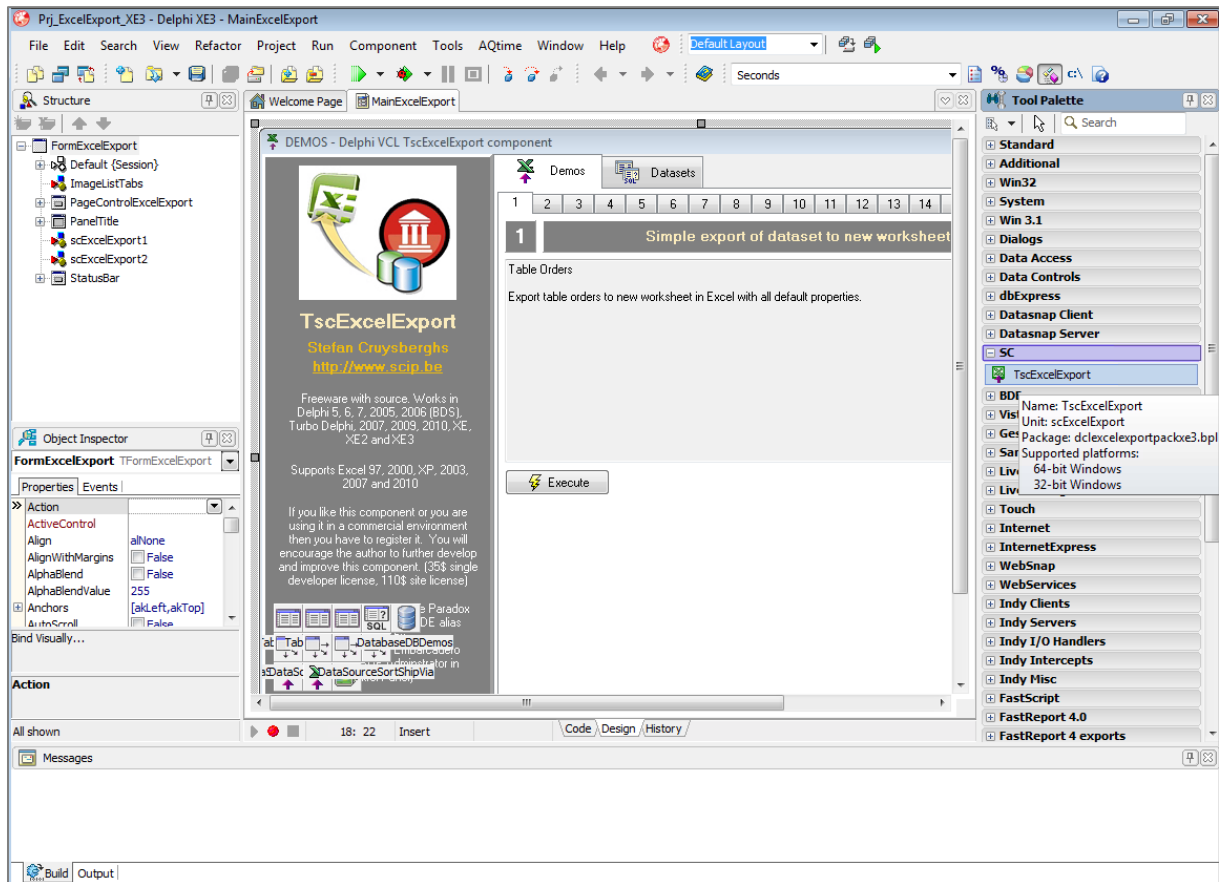 Prj_ExcelExport_XE3 - Delphi XE3 - MainExcelExport
File Edit Search View Refactor Project Run Component Tools AQtime Window Help Default Layout
Seconds
Structure
FormExcelExport
Default {Session}
ImageListTabs
PageControlExcelExport
PanelTitle
scExcelExport1
scExcelExport2
StatusBar
Object Inspector
FormExcelExport TFormExcelExport
Properties Events
Action
ActiveControl
Align alNone
AlignWithMargins False
AlphaBlend False
AlphaBlendValue 255
Anchors [akLeft,akTop]
AutoScroll False
Bind Visually...
Action
All shown
Welcome Page MainExcelExport
DEMOS - Delphi VCL TscExcelExport component
TscExcelExport
Stefan Cruysberghs
http://www.scip.be
Freeware with source. Works in
Delphi 5, 6, 7, 2005, 2006 (BDS),
Turbo Delphi, 2007, 2009, 2010, XE,
XE2 and XE3
Supports Excel 97, 2000, XP, 2003,
2007 and 2010
If you like this component or you are
using it in a commercial environment
then you have to register it. You will
encourage the author to further develop
and improve this component. (35$ single
developer license, 110$ site license)
Paradox
SQL
DE alias
Tab
DatabaseDBDemos
DataSc
DataSourceSortShipVia
Demos Datasets
1 2 3 4 5 6 7 8 9 10 11 12 13 14
1 Simple export of dataset to new worksheet
Table Orders
Export table orders to new worksheet in Excel with all default properties.
Execute
18: 22 Insert
Code Design History
Tool Palette
Search
Standard
Additional
Win32
System
Win 3.1
Dialogs
Data Access
Data Controls
dbExpress
Datasnap Client
Datasnap Server
SC
TscExcelExport
Name: TscExcelExport
Unit: scExcelExport
Package: dclexcelexportpackxe3.bpl
Supported platforms:
64-bit Windows
32-bit Windows
Touch
Internet
InternetExpress
WebSnap
WebServices
Indy Clients
Indy Servers
Indy I/O Handlers
Indy Intercepts
Indy Misc
FastScript
FastReport 4.0
FastReport 4 exports
Messages
Build Output